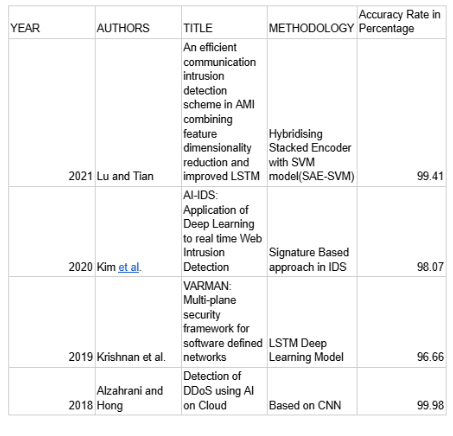 YEAR AUTHORS TITLE METHODOLOGY Accuracy Rate in Percentage
2021 Lu and Tian
An efficient
communication
intrusion
detection
scheme in AMI
combining
feature
dimensionality
reduction and
improved LSTM
Hybridising
Stacked Encoder
with SVM
model(SAE-SVM)
99.41
2020 Kim et al.
AI-IDS:
Application of
Deep Learning
to real time Web
Intrusion
Detection
Signature Based
approach in IDS
98.07
2019 Krishnan et al.
VARMAN:
Multi-plane
security
framework for
software defined
networks
LSTM Deep
Learning Model
96.66
2018
Alzahrani and
Hong
Detection of
DDoS using AI
on Cloud
Based on CNN
99.98